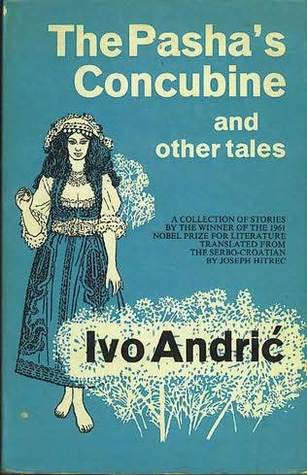 The Pasha's
Concubine
and
other tales
A COLLECTION OF STORIES
BY THE WINNER OF THE 1961
NOBEL PRIZE FOR LITERATURE
TRANSLATED FROM
THE SERBO-CROATIAN
BY JOSEPH HITREC
Ivo Andrić